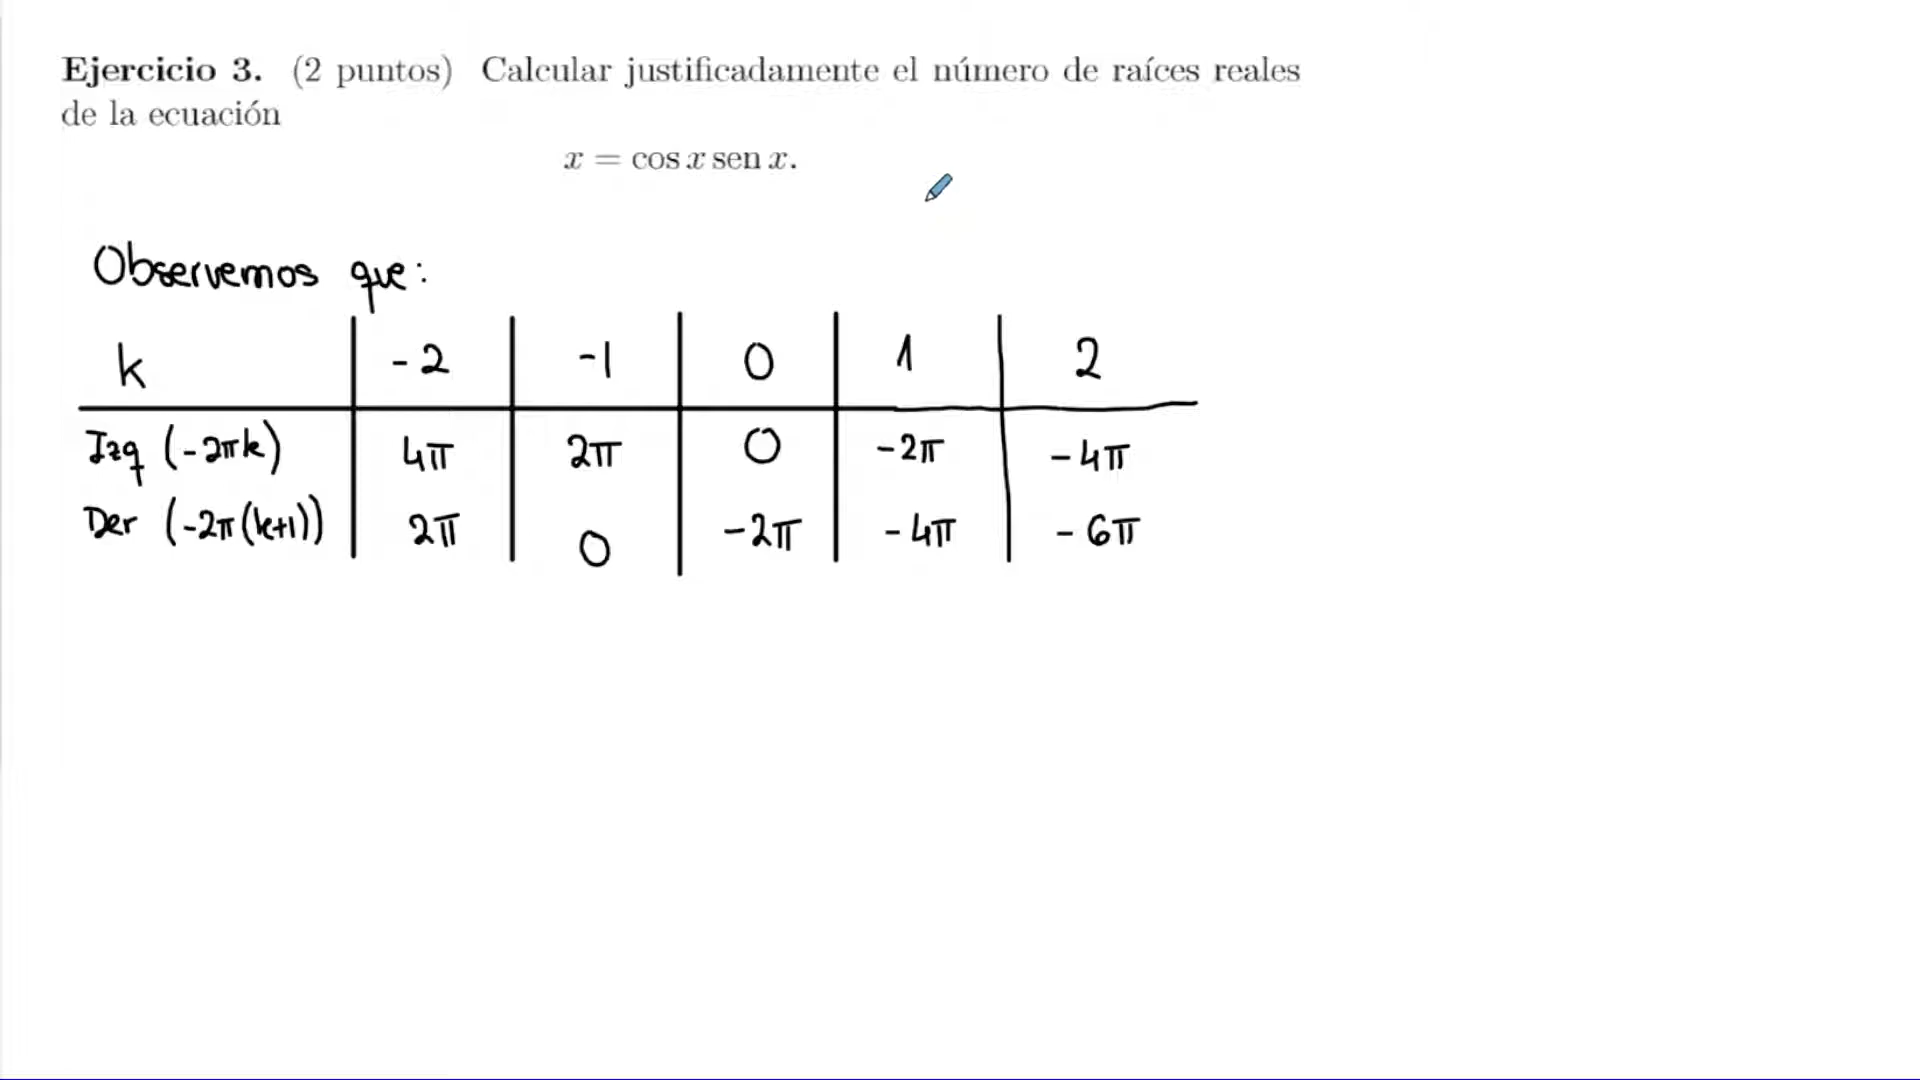 Ejercicio 3. (2 puntos) Calcular justificadamente el número de raíces reales
de la ecuación
x = cos x sen x.
Observemos que:
k -2 -1 0 1 2
Izq (-2πk) 4π 2π 0 -2π -4π
Der (-2π(k+1)) 2π 0 -2π -4π -6π